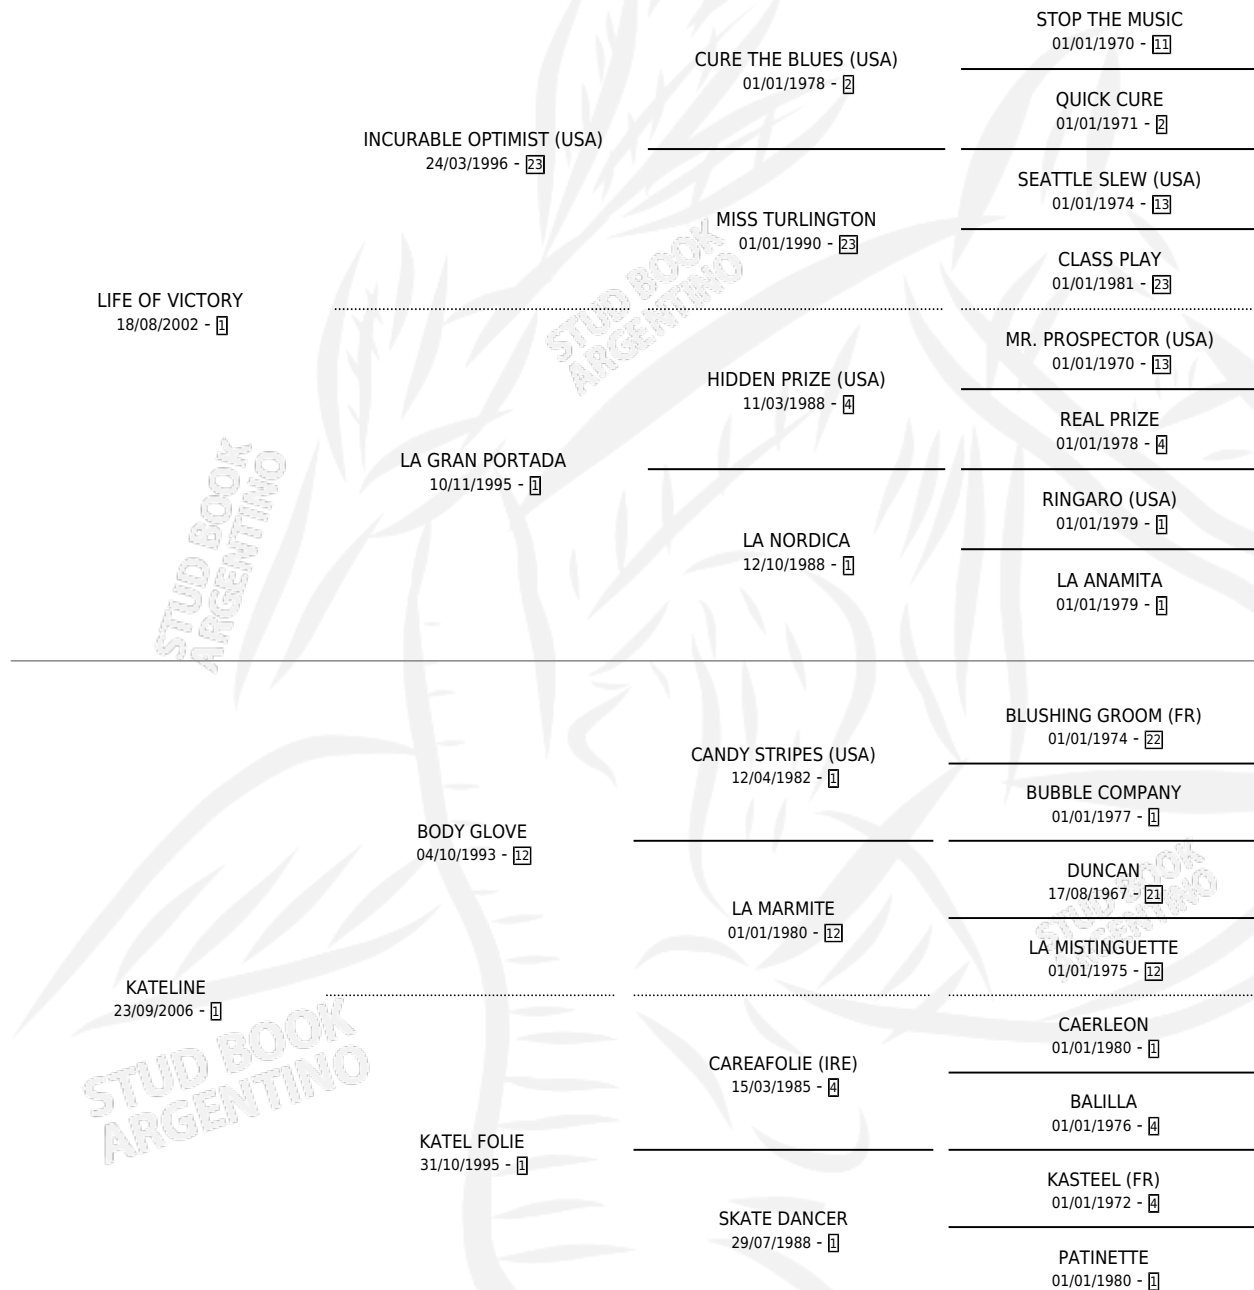 STOP THE MUSIC
01/01/1970 - 11
CURE THE BLUES (USA)
01/01/1978 - 2
QUICK CURE
01/01/1971 - 2
INCURABLE OPTIMIST (USA)
24/03/1996 - 23
SEATTLE SLEW (USA)
01/01/1974 - 13
MISS TURLINGTON
01/01/1990 - 23
CLASS PLAY
01/01/1981 - 23
LIFE OF VICTORY
18/08/2002 - 1
MR. PROSPECTOR (USA)
01/01/1970 - 13
HIDDEN PRIZE (USA)
11/03/1988 - 4
REAL PRIZE
01/01/1978 - 4
LA GRAN PORTADA
10/11/1995 - 1
RINGARO (USA)
01/01/1979 - 1
LA NORDICA
12/10/1988 - 1
LA ANAMITA
01/01/1979 - 1
BLUSHING GROOM (FR)
01/01/1974 - 22
CANDY STRIPES (USA)
12/04/1982 - 1
BUBBLE COMPANY
01/01/1977 - 1
BODY GLOVE
04/10/1993 - 12
DUNCAN
17/08/1967 - 21
LA MARMITE
01/01/1980 - 12
LA MISTINGUETTE
01/01/1975 - 12
KATELINE
23/09/2006 - 1
CAERLEON
01/01/1980 - 1
CAREAFOLIE (IRE)
15/03/1985 - 4
BALILLA
01/01/1976 - 4
KATEL FOLIE
31/10/1995 - 1
KASTEEL (FR)
01/01/1972 - 4
SKATE DANCER
29/07/1988 - 1
PATINETTE
01/01/1980 - 1
STUD BOOK
ARGENTINO
STUD BOOK
ARGENTINO
STUD BOOK
ARGENTINO
STUD BOOK
ARGENTINO